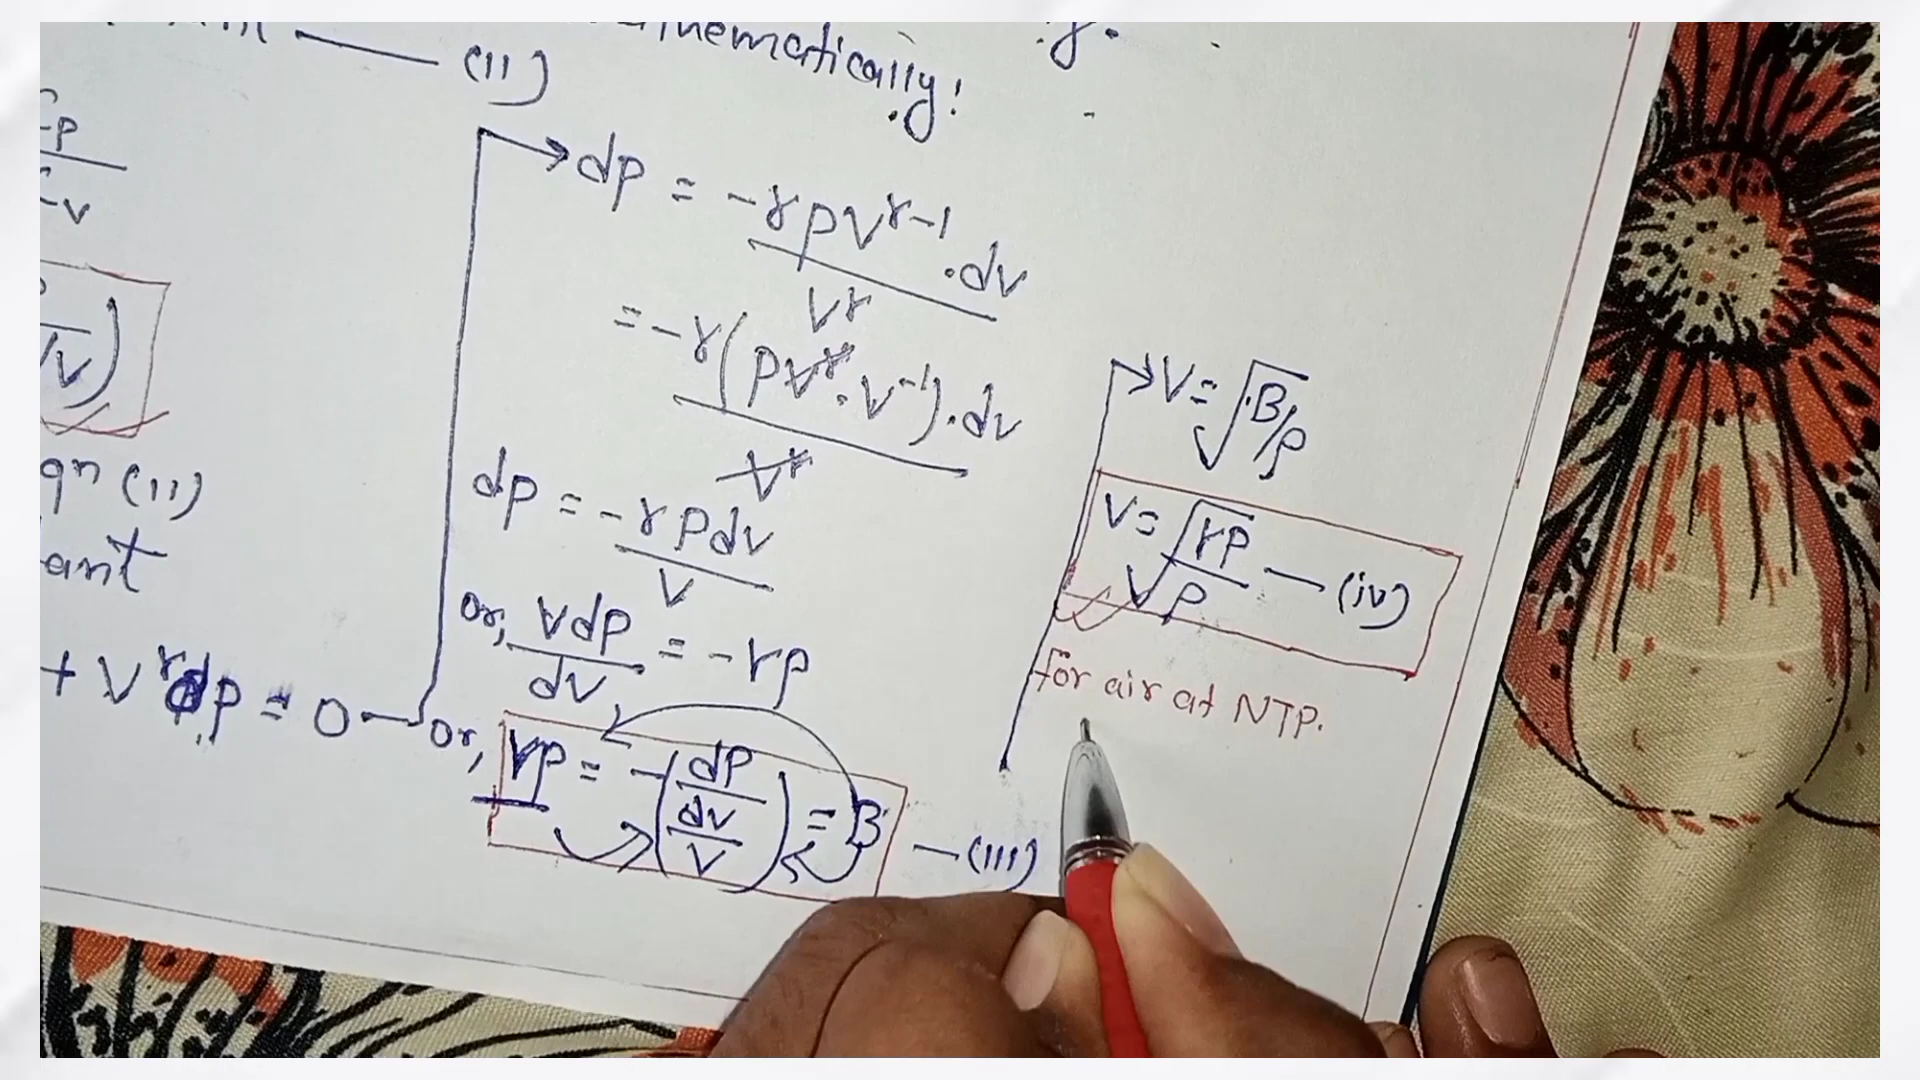 (II)
mathematically!
dp = -γpv^γ-1 .dv
v^γ
= -γ(pv^γ.v^-1).dv
v^γ
dp = -γpdv
v
or, vdp = -γp
dv
+ v^γ dp = 0
or, γp = -(dp
dv
v) = B —(III)
p
v
v)
qn (11)
ant
V = √B/ρ
V = √γp
ρ —(iv)
for air at NTP.